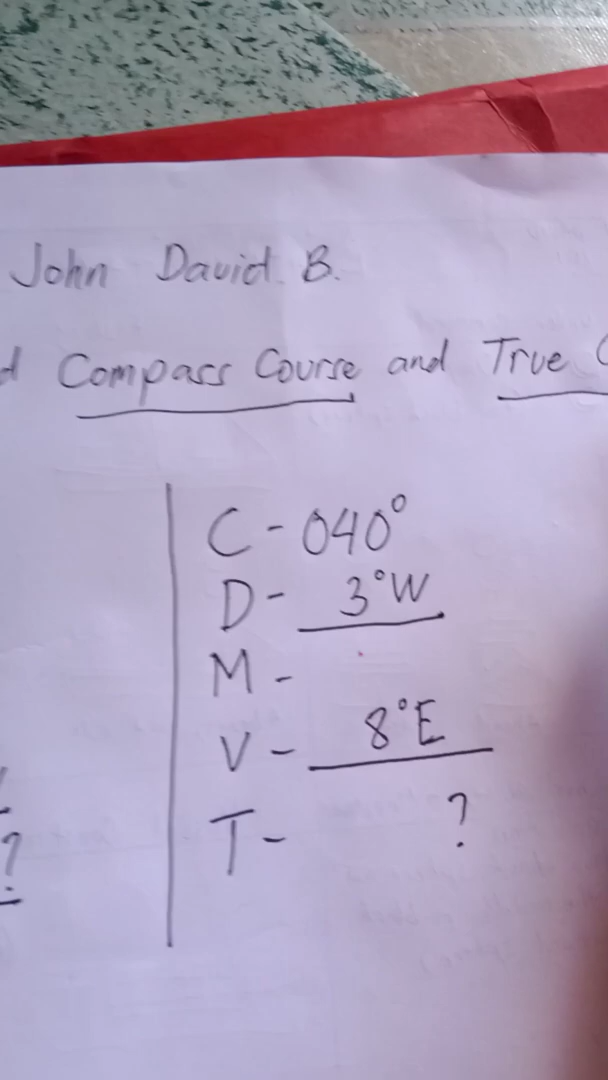 John David B.
d Compass Course and True C
C - 040°
D - 3°W
M -
V - 8°E
T - ?
?